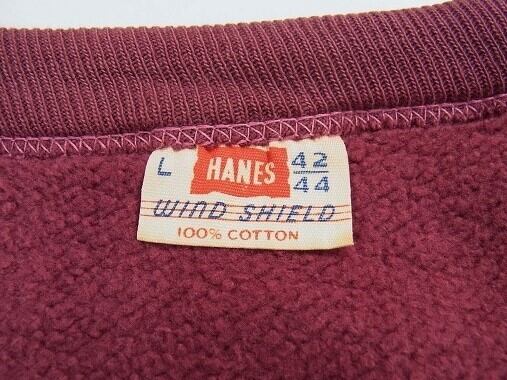 L HANES 42/44
WIND SHIELD
100% COTTON